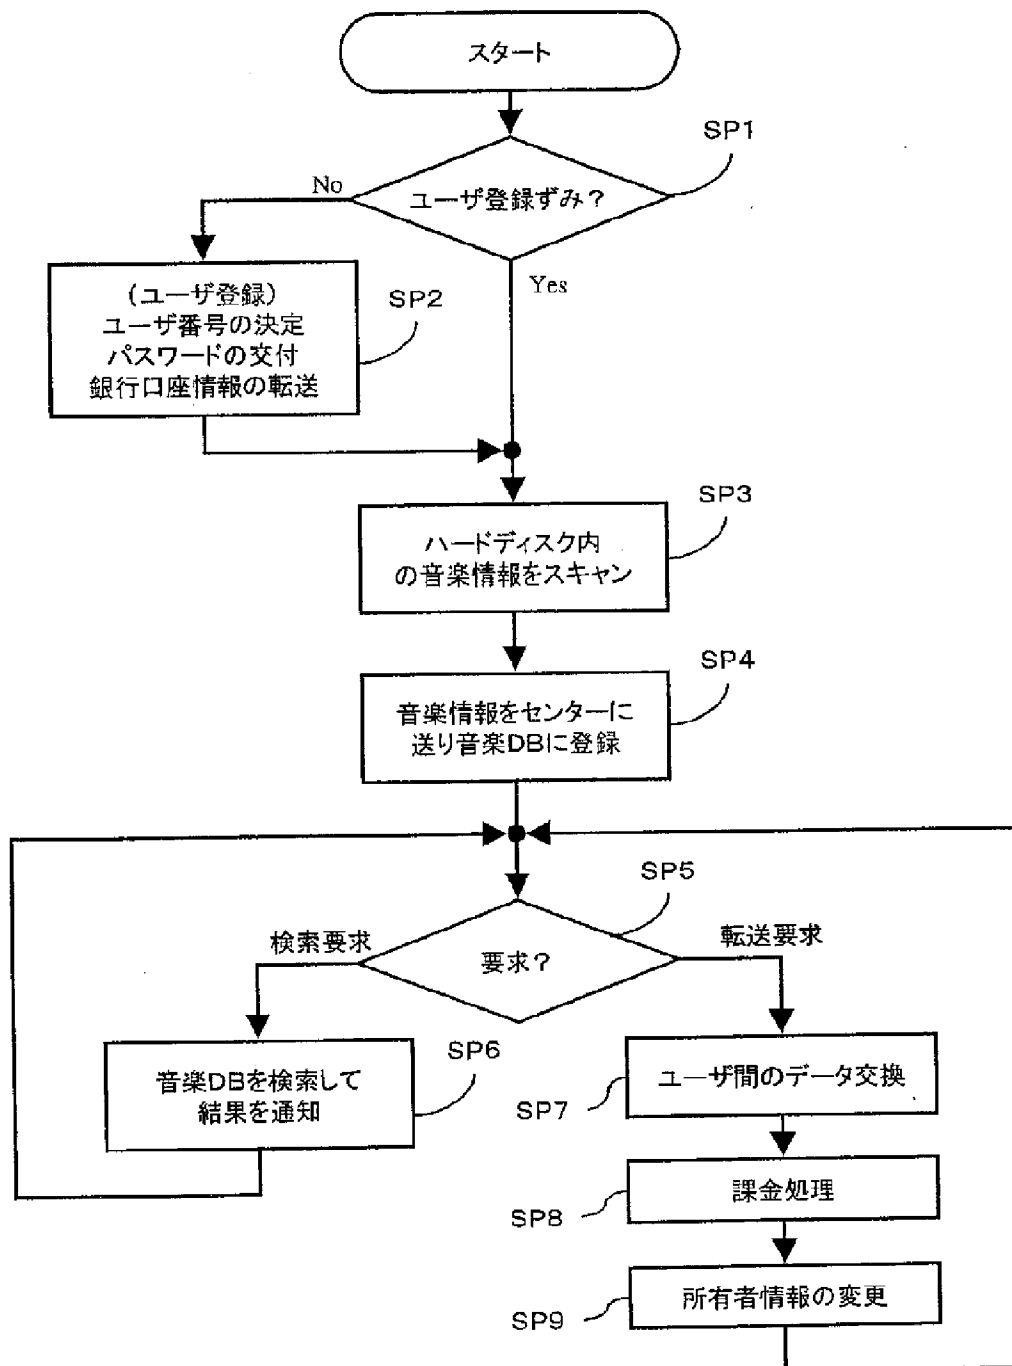 スタート
SP1
No
ユーザ登録ずみ？
Yes
(ユーザ登録)
ユーザ番号の決定
パスワードの交付
銀行口座情報の転送
SP2
SP3
ハードディスク内
の音楽情報をスキャン
SP4
音楽情報をセンターに
送り音楽DBに登録
SP5
検索要求
転送要求
要求？
SP6
音楽DBを検索して
結果を通知
ユーザ間のデータ交換
SP7
課金処理
SP8
所有者情報の変更
SP9